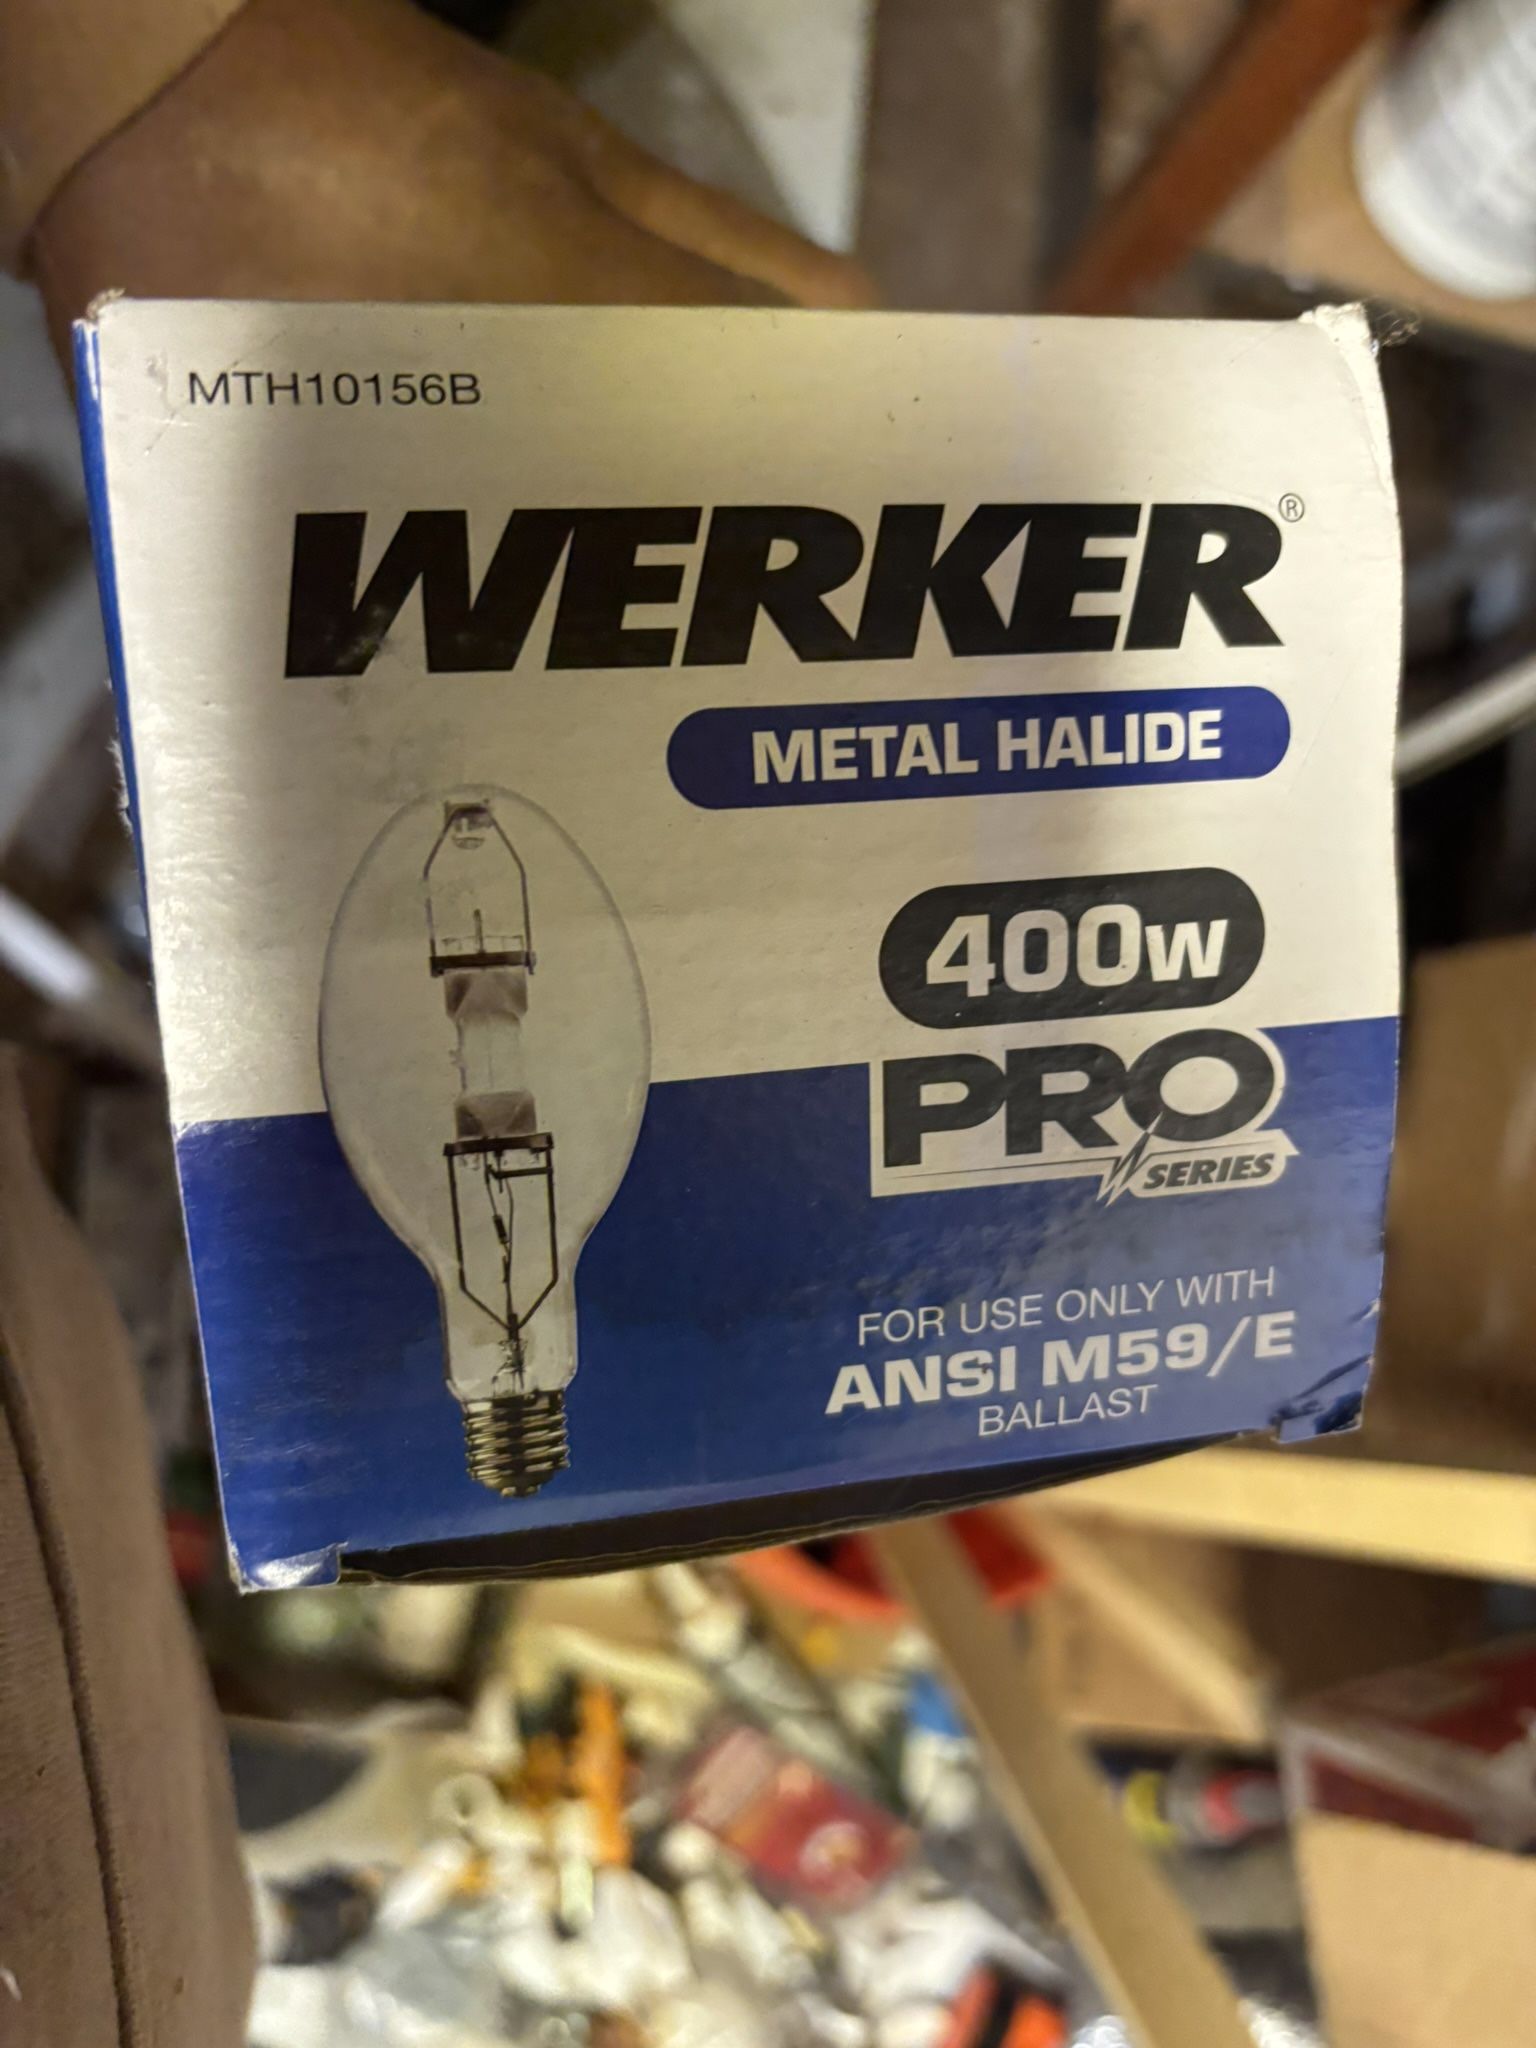 MTH10156B
WERKER®
METAL HALIDE
400W
PRO
SERIES
FOR USE ONLY WITH
ANSI M59/E
BALLAST